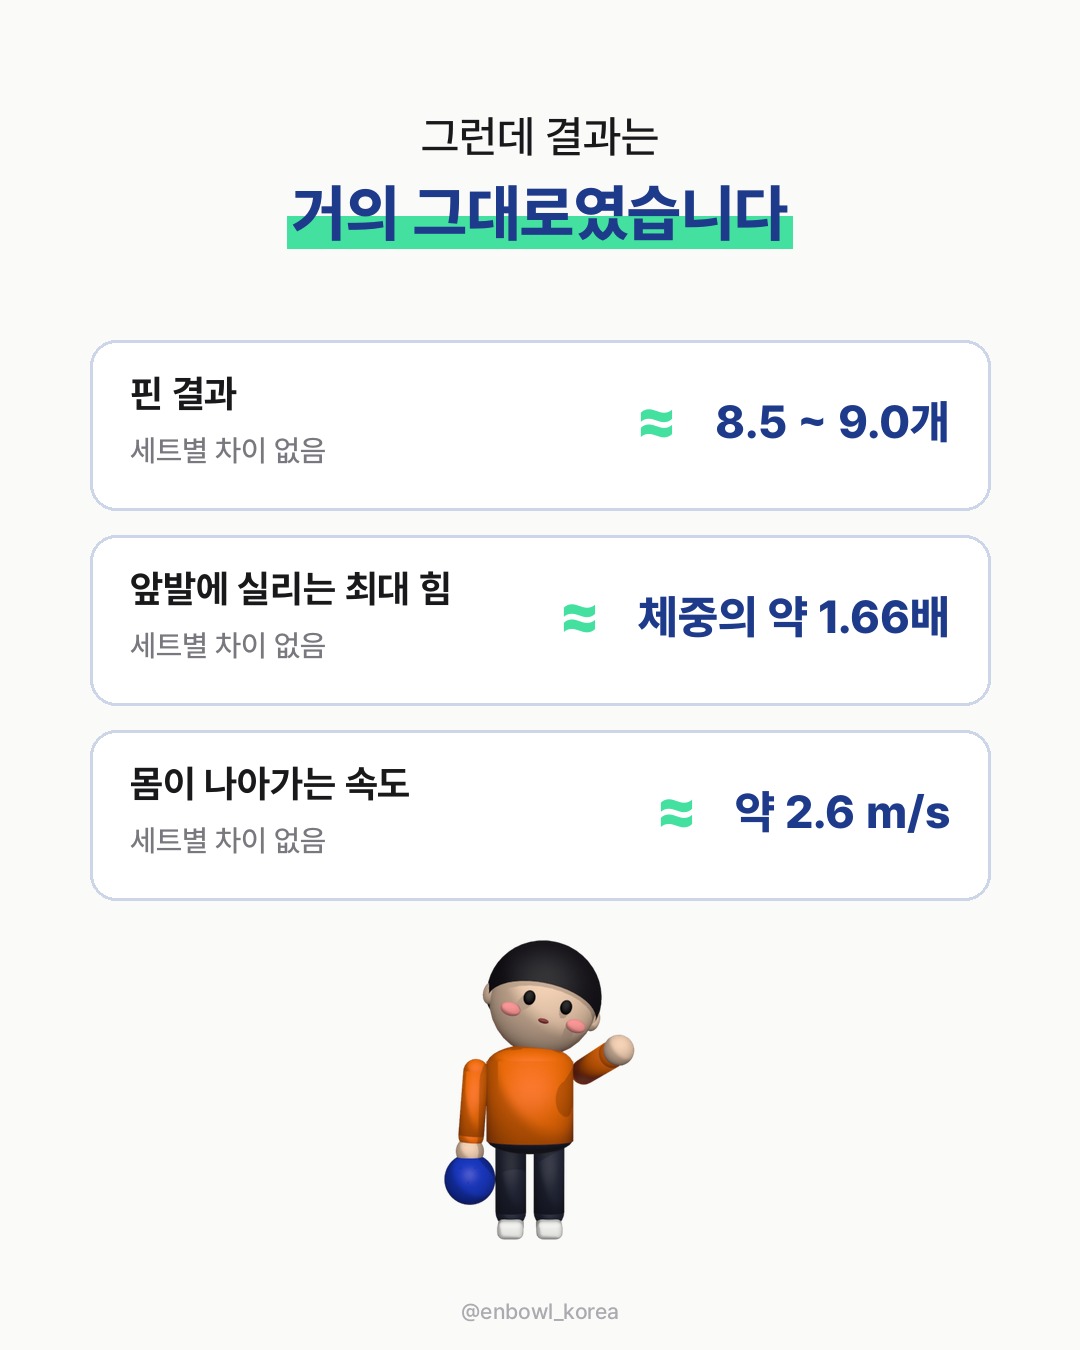 그런데 결과는
거의 그대로였습니다
핀 결과
세트별 차이 없음
≈ 8.5 ~ 9.0개
앞발에 실리는 최대 힘
세트별 차이 없음
≈ 체중의 약 1.66배
몸이 나아가는 속도
세트별 차이 없음
≈ 약 2.6 m/s
@enbowl_korea